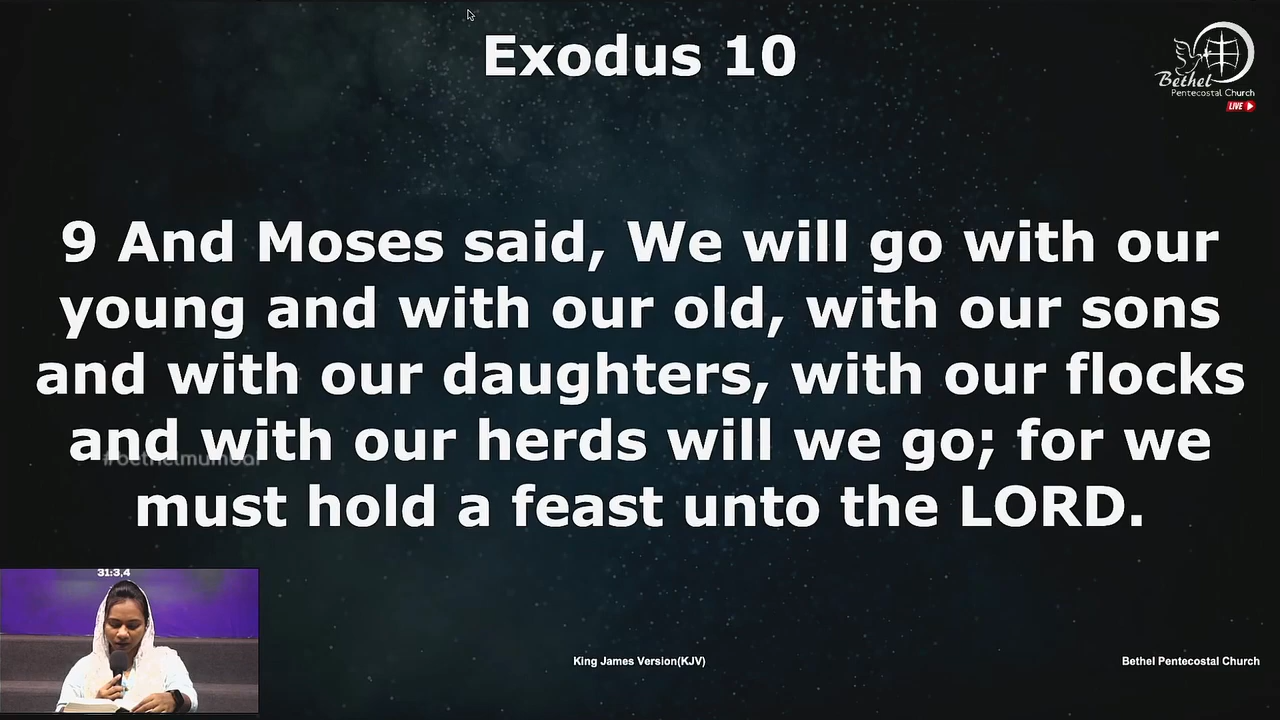 Exodus 10
Bethel
Pentecostal Church
LIVE
9 And Moses said, We will go with our
young and with our old, with our sons
and with our daughters, with our flocks
and with our herds will we go; for we
#bethelmumbai
must hold a feast unto the LORD.
31:3,4
King James Version(KJV)
Bethel Pentecostal Church